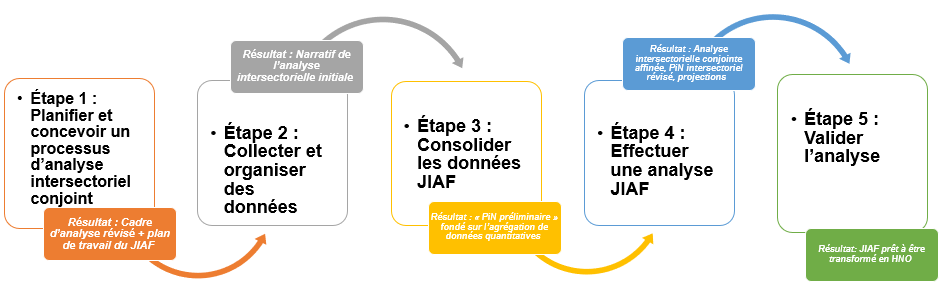 • Étape 1 :
Planifier et
concevoir un
processus
d’analyse
intersectoriel
conjoint
Résultat : Cadre
d’analyse révisé + plan
de travail du JIAF
Résultat : Narratif de
l’analyse
intersectorielle initiale
• Étape 2 :
Collecter et
organiser
des
données
• Étape 3 :
Consolider
les données
JIAF
Résultat : « PiN préliminaire »
fondé sur l’agrégation de
données quantitatives
Résultat : Analyse
intersectorielle conjointe
affinée, PiN intersectoriel
révisé, projections
• Étape 4 :
Effectuer
une analyse
JIAF
• Étape 5 :
Valider
l’analyse
Résultat: JIAF prêt à être
transformé en HNO